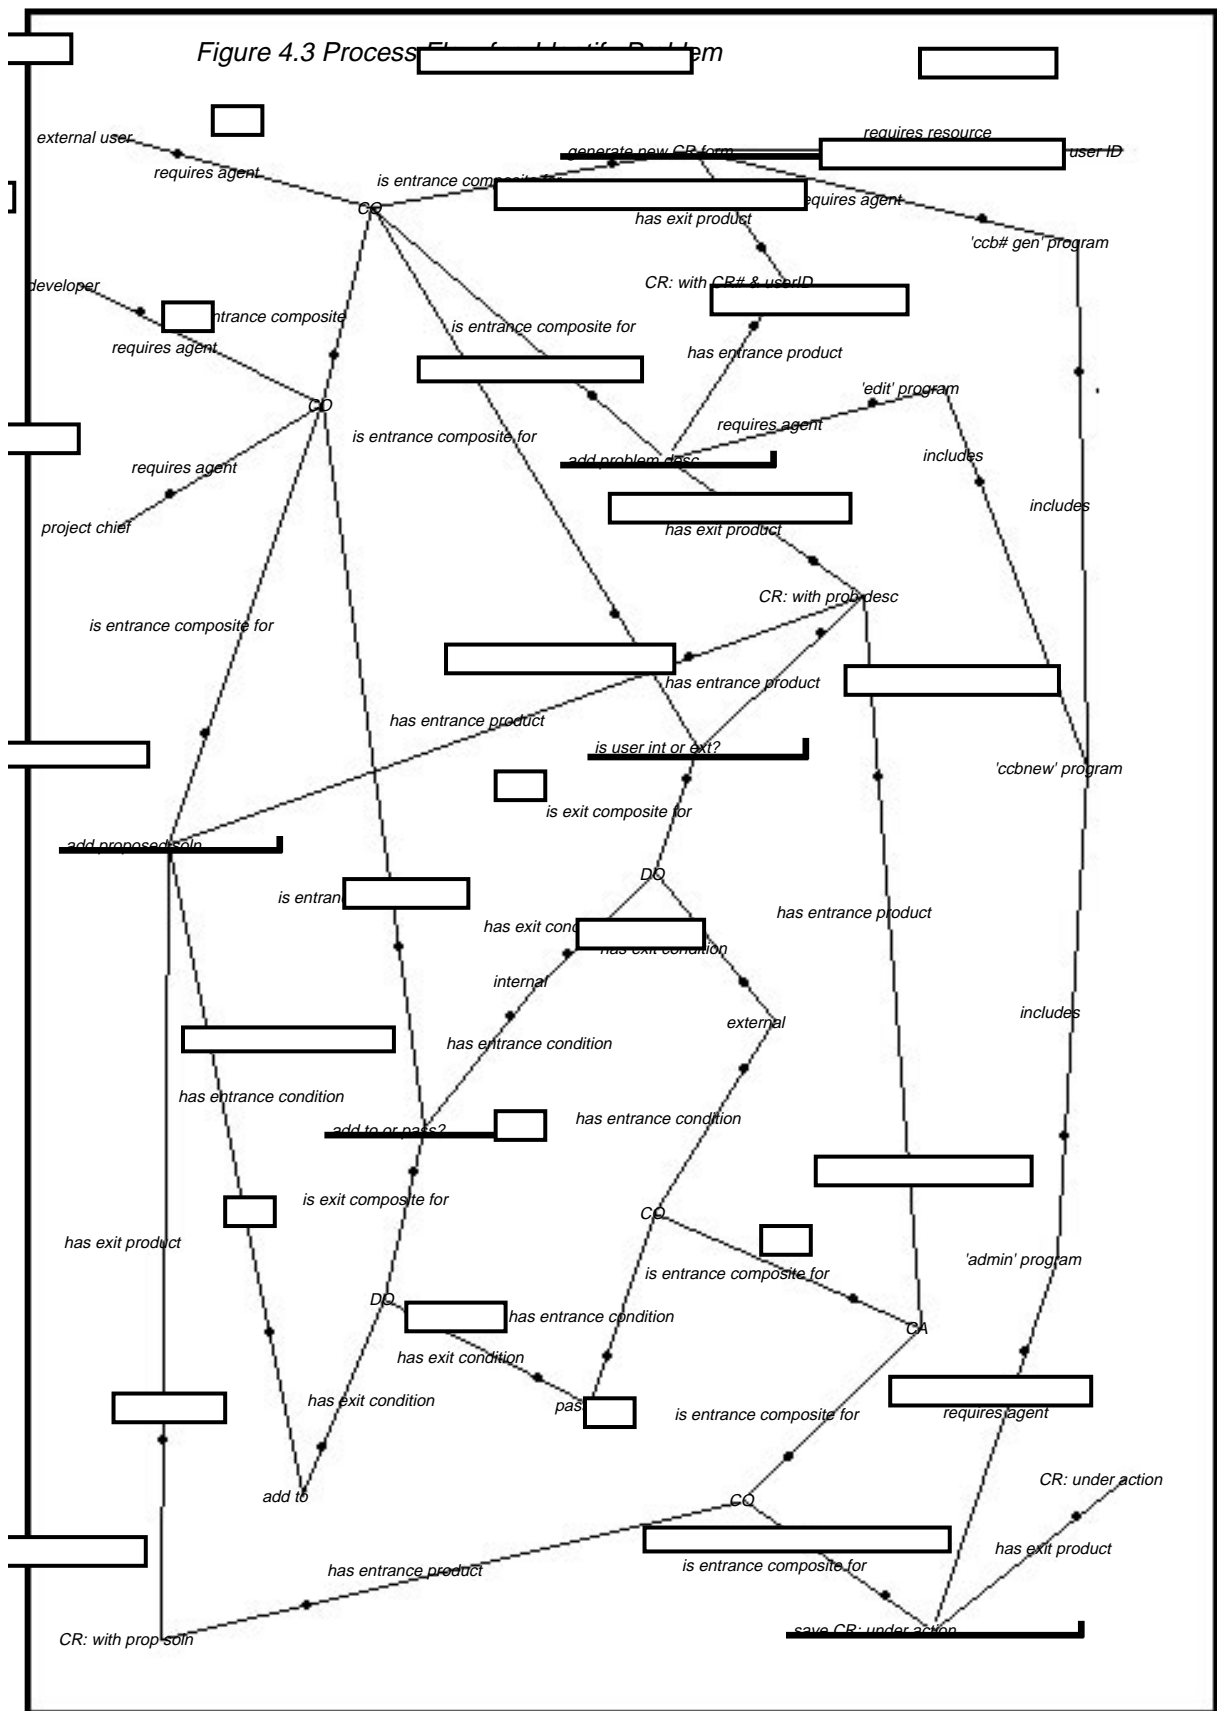 Figure 4.3 Process Flow for Identify Problem
external user
requires resource
generate new CR form
user ID
requires agent
is entrance composite for
requires agent
CO
has exit product
'ccb# gen' program
developer
CR: with CR# & userID
entrance composite
is entrance composite for
requires agent
has entrance product
'edit' program
CO
requires agent
is entrance composite for
add problem desc
includes
requires agent
includes
project chief
has exit product
CR: with prob desc
is entrance composite for
has entrance product
has entrance product
is user int or ext?
'ccbnew' program
is exit composite for
add proposed soln
DO
is entran
has entrance product
has exit cond
has exit condition
internal
external
includes
has entrance condition
has entrance condition
has entrance condition
add to or pass?
is exit composite for
CO
has exit product
'admin' program
is entrance composite for
DO
has entrance condition
CA
has exit condition
has exit condition
pas
is entrance composite for
requires agent
CR: under action
add to
CO
has exit product
is entrance composite for
has entrance product
save CR: under action
CR: with prop soln